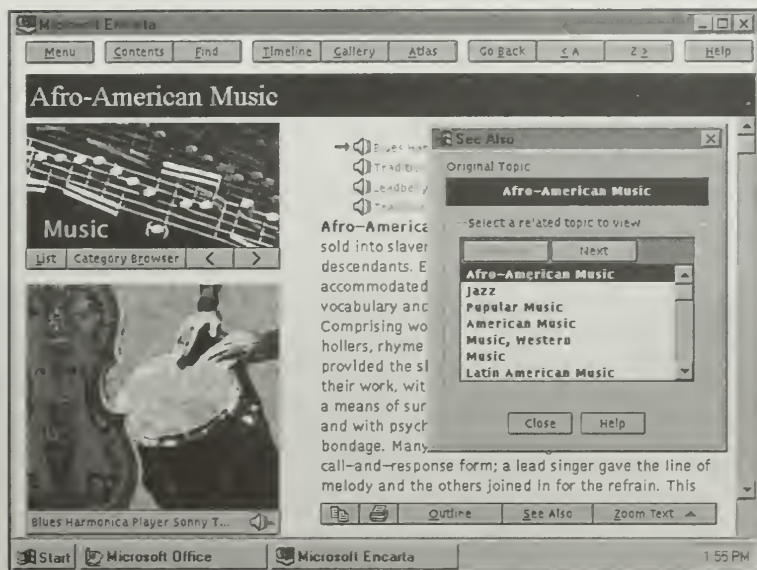 Microsoft Encarta
Menu Contents Find Timeline Gallery Atlas Go Back < A Z > Help
Afro-American Music
Music
List Category Browser < >
Blues Har
Traditi
Leadbelly
Afro-America
sold into slaver
descendants. E
accommodated
vocabulary and
Comprising wo
hollers, rhyme
provided the sl
their work, wit
a means of sur
and with psych
bondage. Many
call-and-response form; a lead singer gave the line of
melody and the others joined in for the refrain. This
See Also
Original Topic
Afro-American Music
Select a related topic to view
Next
Afro-American Music
Jazz
Popular Music
American Music
Music, Western
Music
Latin American Music
Close Help
Blues Harmonica Player Sonny T...
Outline See Also Zoom Text
Start Microsoft Office Microsoft Encarta 1:55 PM